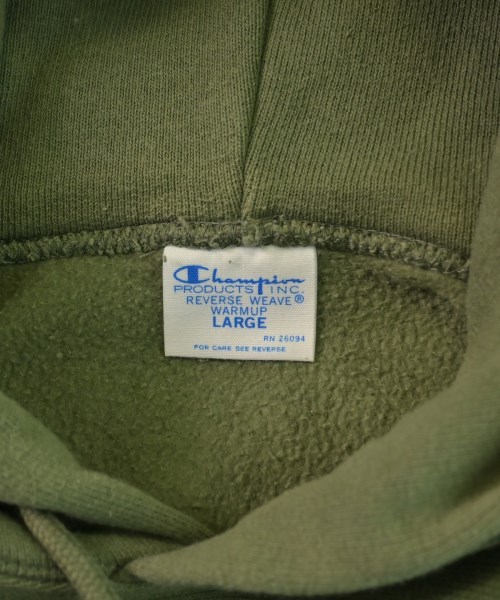 Champion
PRODUCTS INC.
REVERSE WEAVE®
WARMUP
LARGE
RN 26094
FOR CARE SEE REVERSE